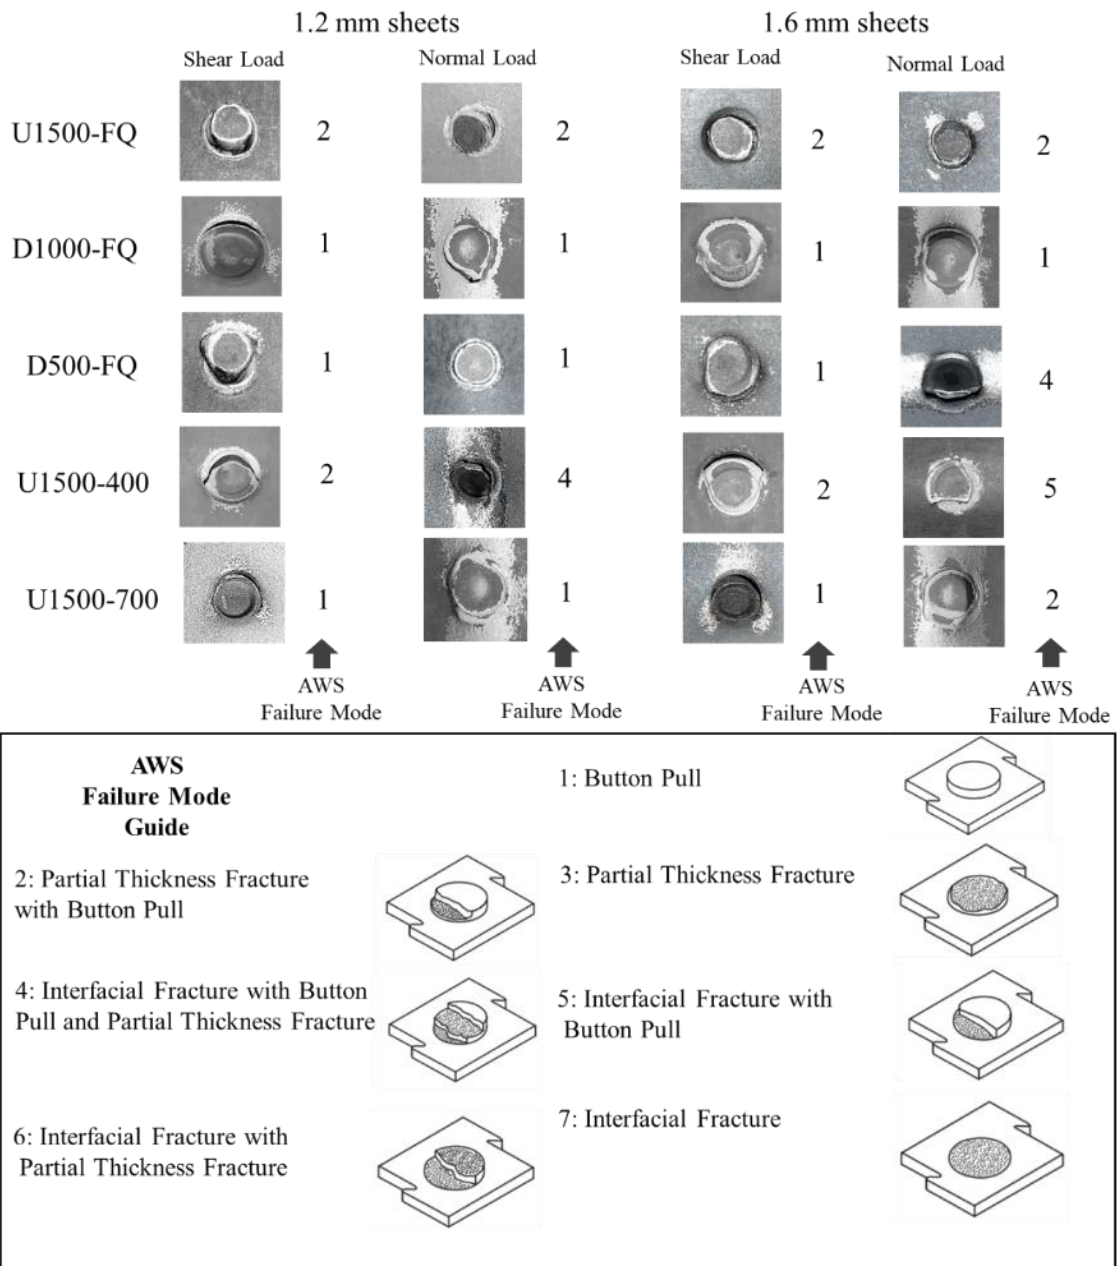 1.2 mm sheets 1.6 mm sheets
Shear Load Normal Load Shear Load Normal Load
U1500-FQ 2 2 2 2
D1000-FQ 1 1 1 1
D500-FQ 1 1 1 4
U1500-400 2 4 2 5
U1500-700 1 1 1 2
AWS AWS AWS AWS
Failure Mode Failure Mode Failure Mode Failure Mode
AWS
Failure Mode
Guide
1: Button Pull
2: Partial Thickness Fracture
with Button Pull
3: Partial Thickness Fracture
4: Interfacial Fracture with Button
Pull and Partial Thickness Fracture
5: Interfacial Fracture with
Button Pull
6: Interfacial Fracture with
Partial Thickness Fracture
7: Interfacial Fracture